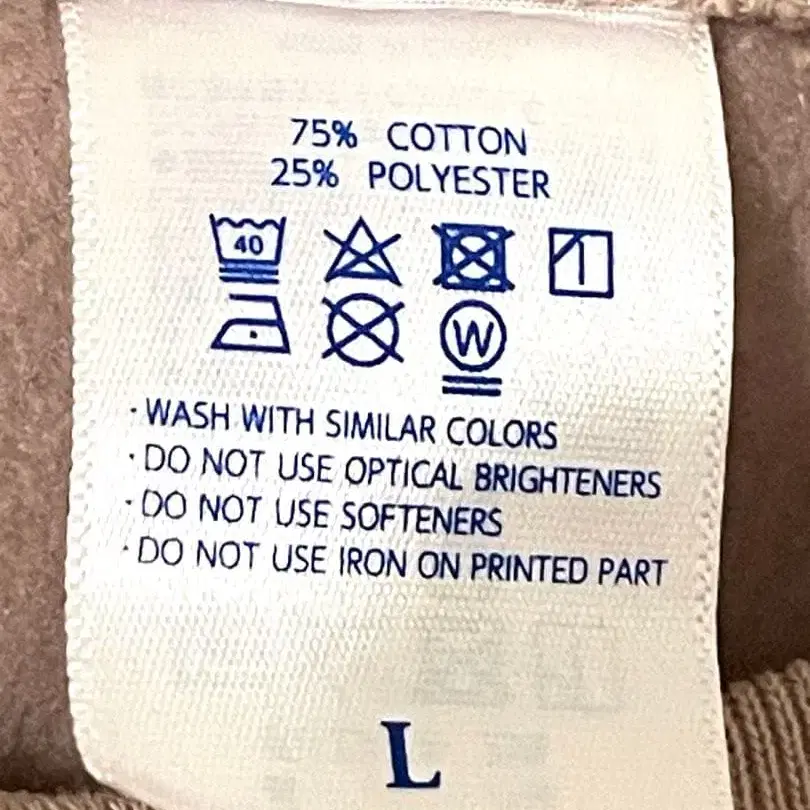 75% COTTON
25% POLYESTER
40
W
· WASH WITH SIMILAR COLORS
· DO NOT USE OPTICAL BRIGHTENERS
· DO NOT USE SOFTENERS
· DO NOT USE IRON ON PRINTED PART
L